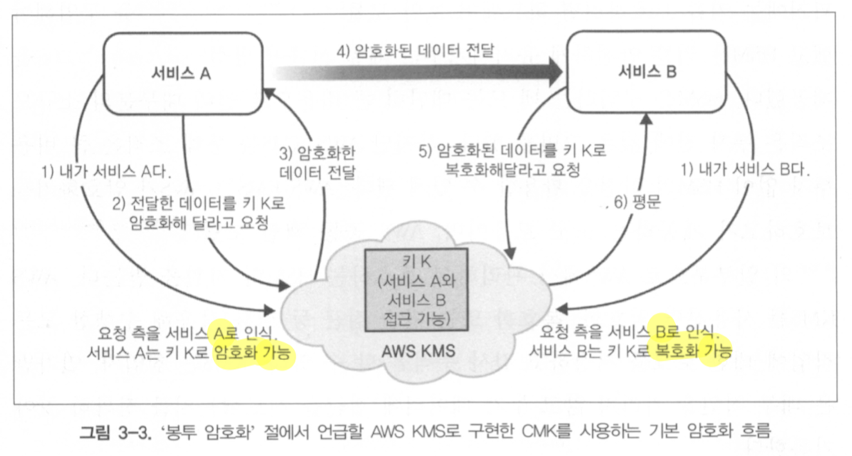 4) 암호화된 데이터 전달
서비스 A
서비스 B
1) 내가 서비스 A다.
3) 암호화한
데이터 전달
5) 암호화된 데이터를 키 K로
복호화해달라고 요청
1) 내가 서비스 B다.
2) 전달한 데이터를 키 K로
암호화해 달라고 요청
6) 평문
키 K
(서비스 A와
서비스 B
접근 가능)
AWS KMS
요청 측을 서비스 A로 인식.
서비스 A는 키 K로 암호화 가능
요청 측을 서비스 B로 인식.
서비스 B는 키 K로 복호화 가능
그림 3-3. '봉투 암호화' 절에서 언급할 AWS KMS로 구현한 CMK를 사용하는 기본 암호화 흐름